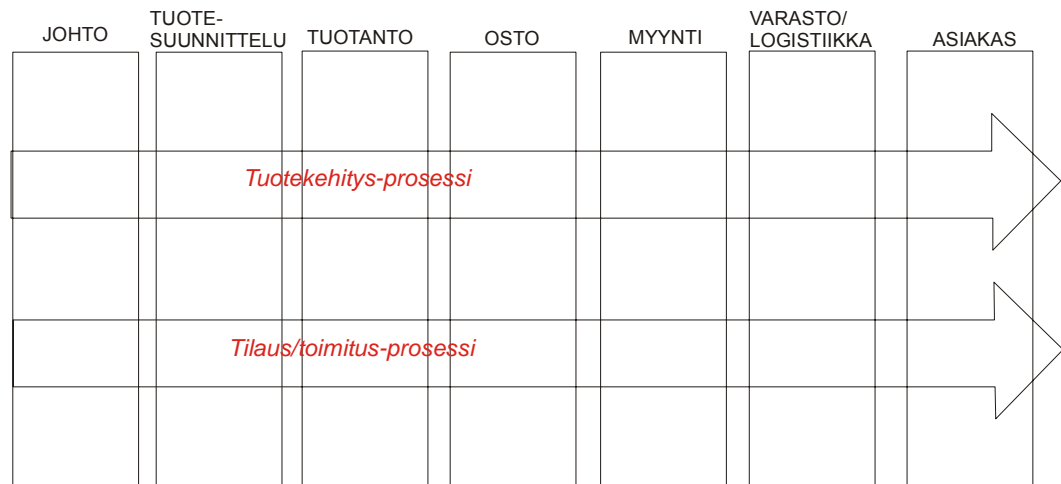 JOHTO
TUOTE-
SUUNNITTELU
TUOTANTO
OSTO
MYYNTI
VARASTO/
LOGISTIIKKA
ASIAKAS
Tuotekehitys-prosessi
Tilaus/toimitus-prosessi